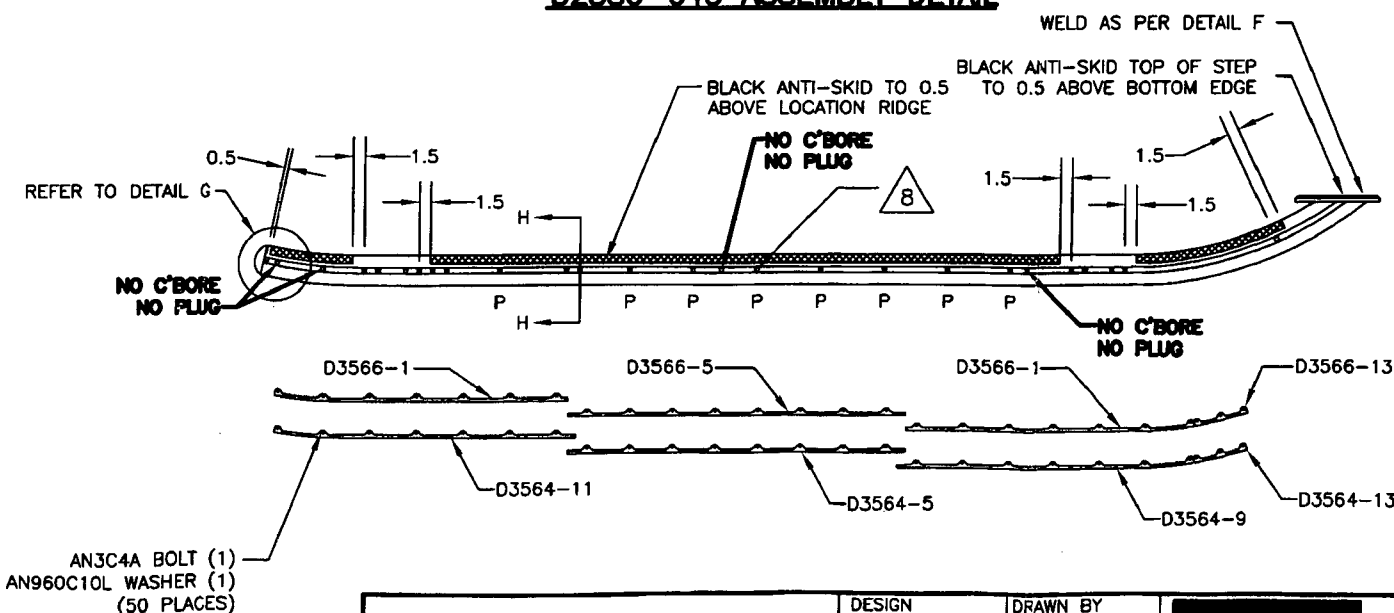 WELD AS PER DETAIL F
BLACK ANTI-SKID TOP OF STEP
TO 0.5 ABOVE BOTTOM EDGE
BLACK ANTI-SKID TO 0.5
ABOVE LOCATION RIDGE
NO C'BORE
NO PLUG
0.5
1.5
1.5
1.5
1.5
1.5
8
REFER TO DETAIL G
H
NO C'BORE
NO PLUG
P
P
P
P
P
P
P
P
H
NO C'BORE
NO PLUG
D3566-1
D3566-5
D3566-1
D3566-13
D3564-11
D3564-5
D3564-9
D3564-13
AN3C4A BOLT (1)
AN960C10L WASHER (1)
(50 PLACES)
DESIGN
DRAWN BY